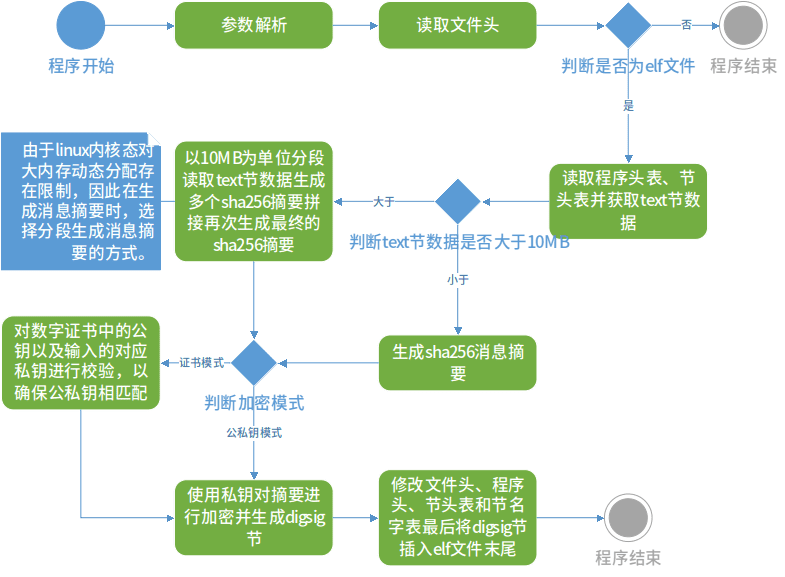 参数解析
读取文件头
否
程序开始
判断是否为elf文件
程序结束
是
由于linux内核态对
大内存动态分配存
在限制，因此在生
成消息摘要时，选
择分段生成消息摘
要的方式。
以10MB为单位分段
读取text节数据生成
多个sha256摘要拼
接再次生成最终的
sha256摘要
大于
判断text节数据是否大于10MB
读取程序头表、节
头表并获取text节数
据
小于
对数字证书中的公
钥以及输入的对应
私钥进行校验，以
确保公私钥相匹配
证书模式
判断加密模式
生成sha256消息摘
要
公私钥模式
使用私钥对摘要进
行加密并生成digsig
节
修改文件头、程序
头、节头表和节名
字表最后将digsig节
插入elf文件末尾
程序结束